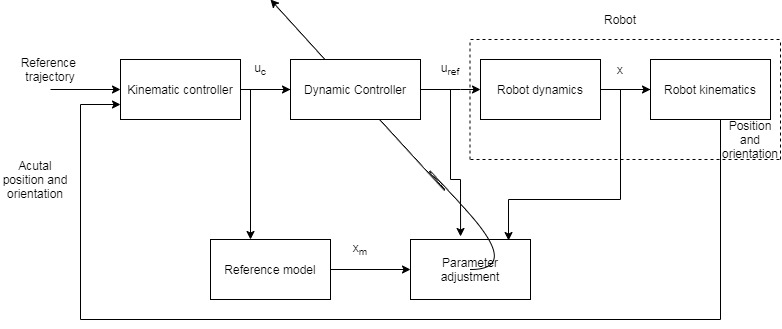 Robot
Reference
trajectory
Kinematic controller
u_c
Dynamic Controller
u_ref
Robot dynamics
x
Robot kinematics
Position
and
orientation
Acutal
position and
orientation
Reference model
x_m
Parameter
adjustment